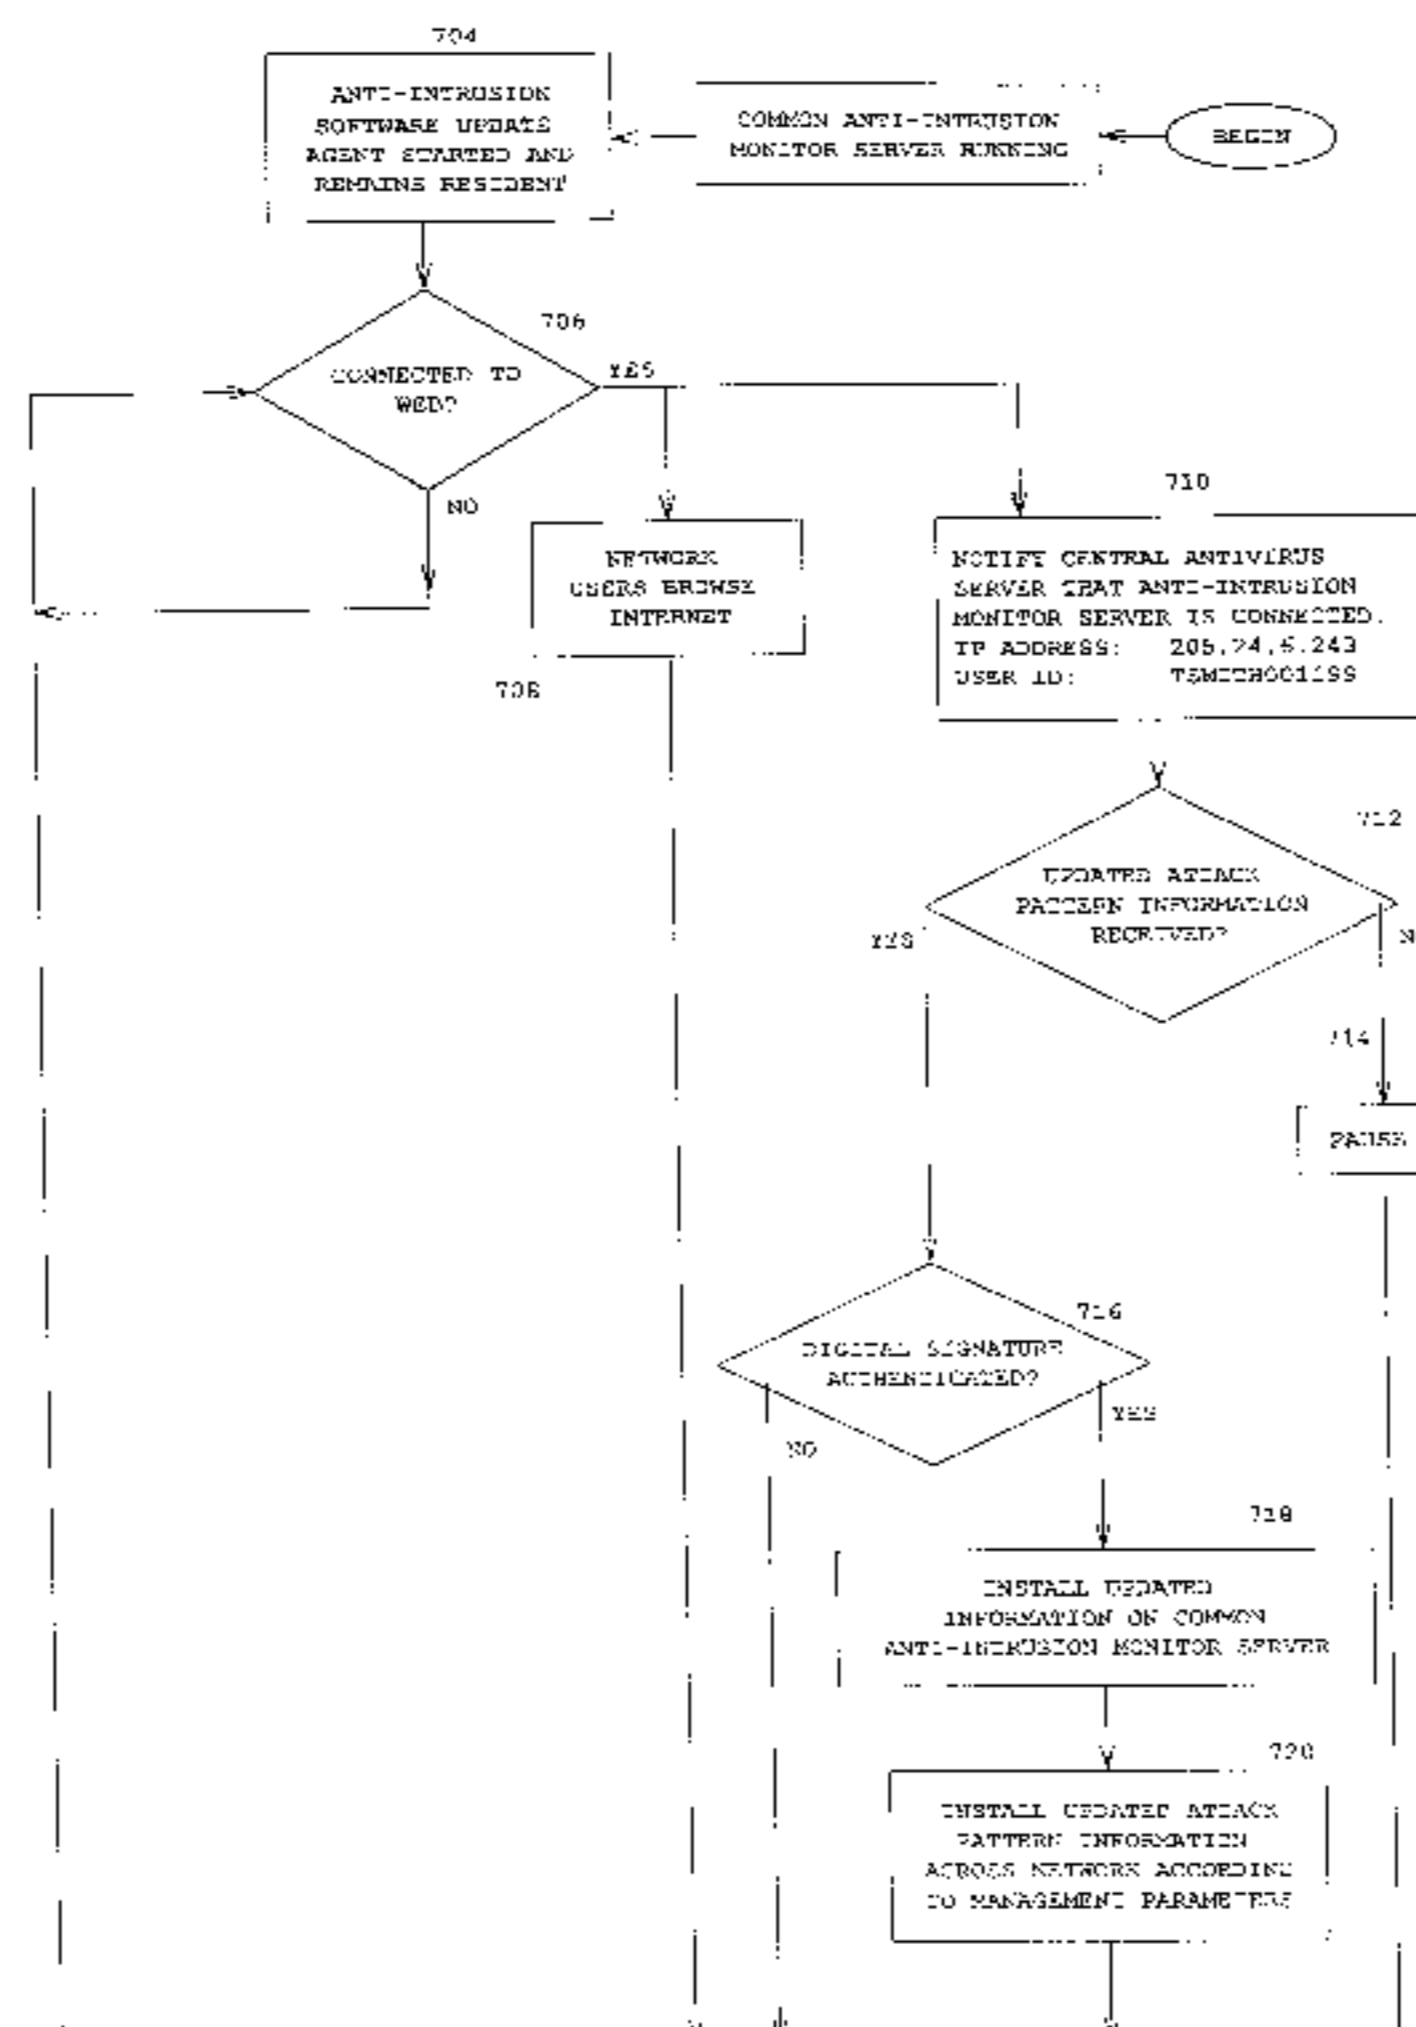 704
ANTI-INTRUSION
SOFTWARE UPDATE
AGENT STARTED AND
REMAINS RESIDENT
COMMON ANTI-INTRUSION
MONITOR SERVER RUNNING
BEGIN
706
CONNECTED TO
WEB?
YES
NO
710
NETWORK
USERS BROWSE
INTERNET
708
NOTIFY CENTRAL ANTIVIRUS
SERVER THAT ANTI-INTRUSION
MONITOR SERVER IS CONNECTED.
IP ADDRESS: 205.24.5.243
USER ID:
712
UPDATED ATTACK
PATTERN INFORMATION
RECEIVED?
YES
N
714
PAUSE
716
DIGITAL SIGNATURE
AUTHENTICATED?
YES
NO
718
INSTALL UPDATED
INFORMATION ON COMMON
ANTI-INTRUSION MONITOR SERVER
720
INSTALL UPDATED ATTACK
PATTERN INFORMATION
ACROSS NETWORK ACCORDING
TO MANAGEMENT PARAMETERS